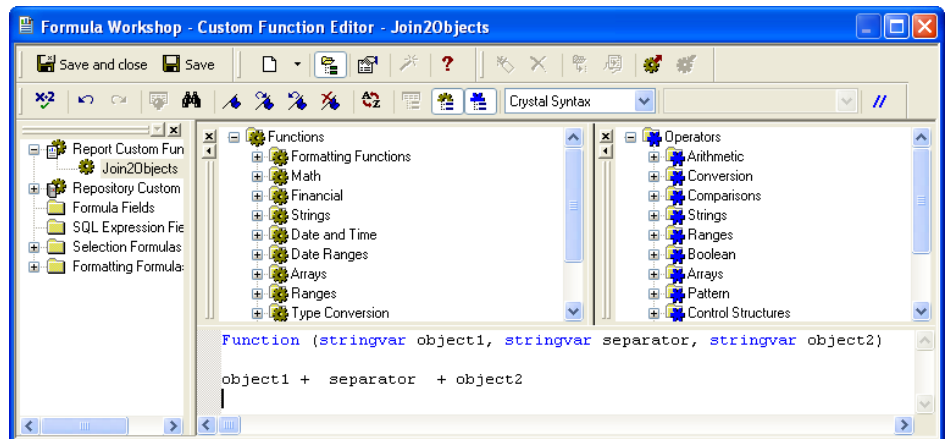 Formula Workshop - Custom Function Editor - Join2Objects
Save and close Save
Crystal Syntax
Report Custom Fun
Join2Objects
Repository Custom
Formula Fields
SQL Expression Fie
Selection Formulas
Formatting Formula:
Functions
Formatting Functions
Math
Financial
Strings
Date and Time
Date Ranges
Arrays
Ranges
Type Conversion
Operators
Arithmetic
Conversion
Comparisons
Strings
Ranges
Boolean
Arrays
Pattern
Control Structures
Function (stringvar object1, stringvar separator, stringvar object2)
object1 + separator + object2